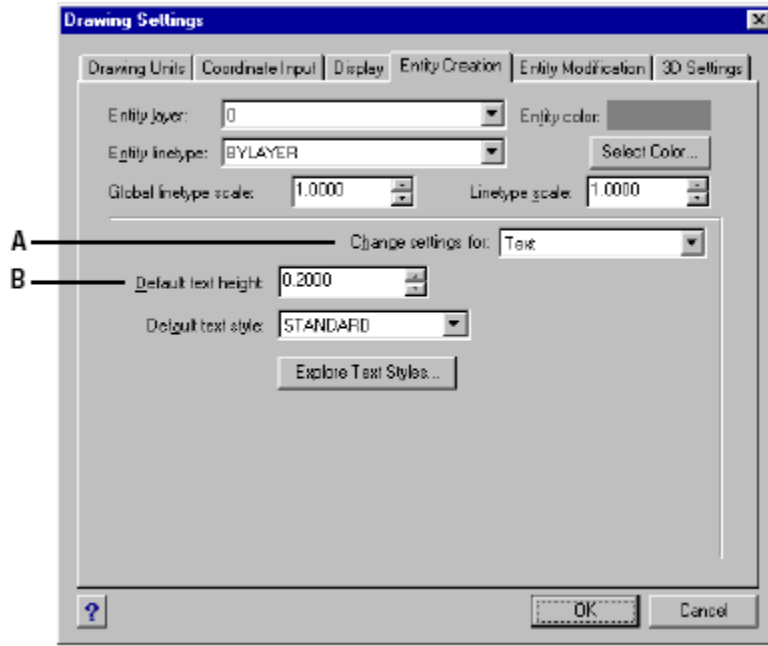 Drawing Settings
Drawing Units Coordinate Input Display Entity Creation Entity Modification 3D Settings
Entity layer: 0 Entity color:
Entity linetype: BYLAYER Select Color...
Global linetype scale: 1.0000 Linetype scale: 1.0000
A Change settings for: Text
B Default text height: 0.2000
Default text style: STANDARD
Explore Text Styles...
? OK Cancel